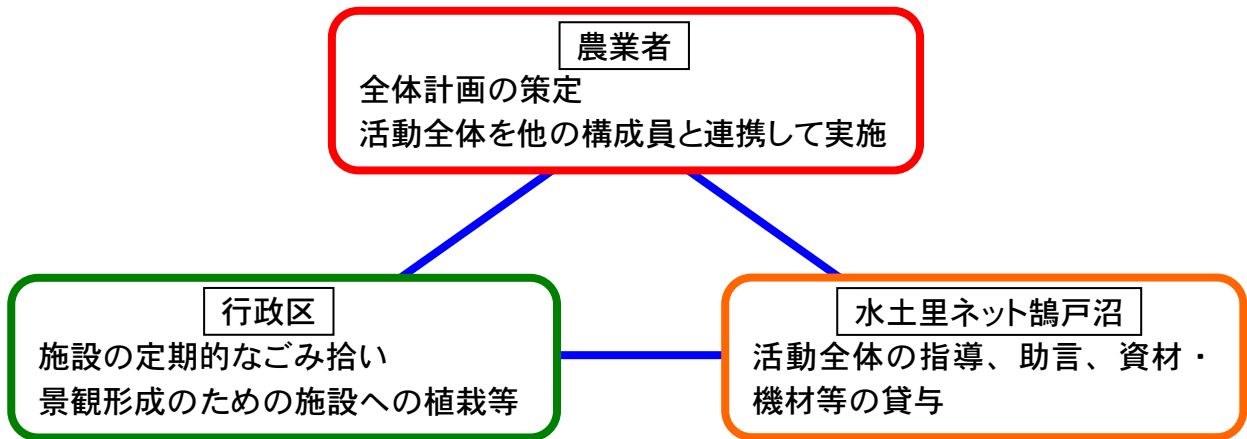 農業者
全体計画の策定
活動全体を他の構成員と連携して実施
行政区
施設の定期的なごみ拾い
景観形成のための施設への植栽等
水土里ネット鵠戸沼
活動全体の指導、助言、資材・
機材等の貸与